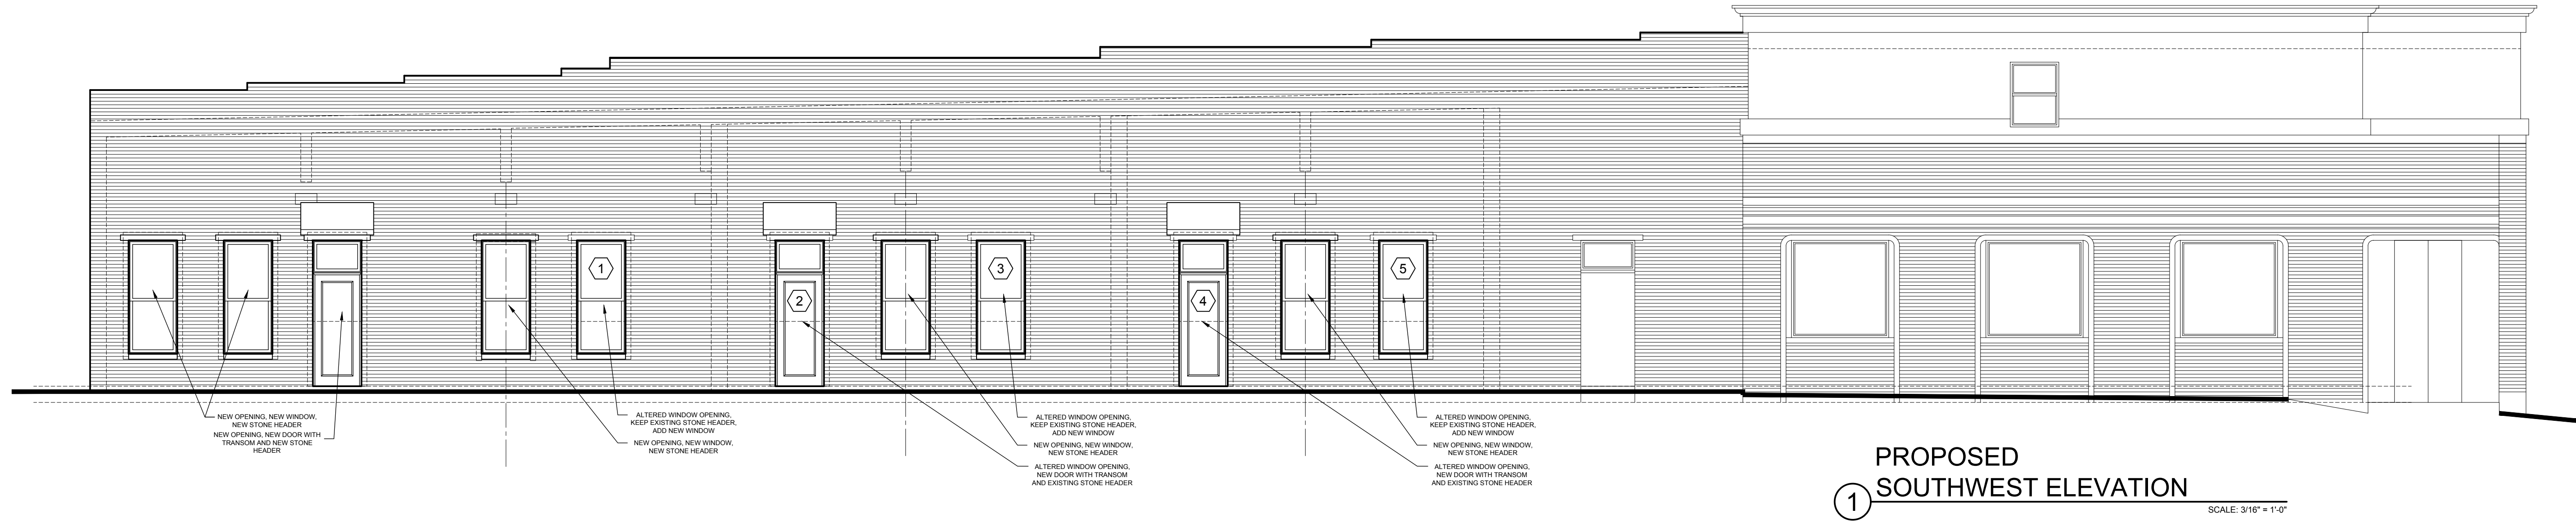 1
2
3
4
5
NEW OPENING, NEW WINDOW,
NEW STONE HEADER
NEW OPENING, NEW DOOR WITH
TRANSOM AND NEW STONE
HEADER
ALTERED WINDOW OPENING,
KEEP EXISTING STONE HEADER,
ADD NEW WINDOW
NEW OPENING, NEW WINDOW,
NEW STONE HEADER
ALTERED WINDOW OPENING,
KEEP EXISTING STONE HEADER,
ADD NEW WINDOW
NEW OPENING, NEW WINDOW,
NEW STONE HEADER
ALTERED WINDOW OPENING,
NEW DOOR WITH TRANSOM
AND EXISTING STONE HEADER
ALTERED WINDOW OPENING,
KEEP EXISTING STONE HEADER,
ADD NEW WINDOW
NEW OPENING, NEW WINDOW,
NEW STONE HEADER
ALTERED WINDOW OPENING,
NEW DOOR WITH TRANSOM
AND EXISTING STONE HEADER
PROPOSED
1 SOUTHWEST ELEVATION
SCALE: 3/16" = 1'-0"